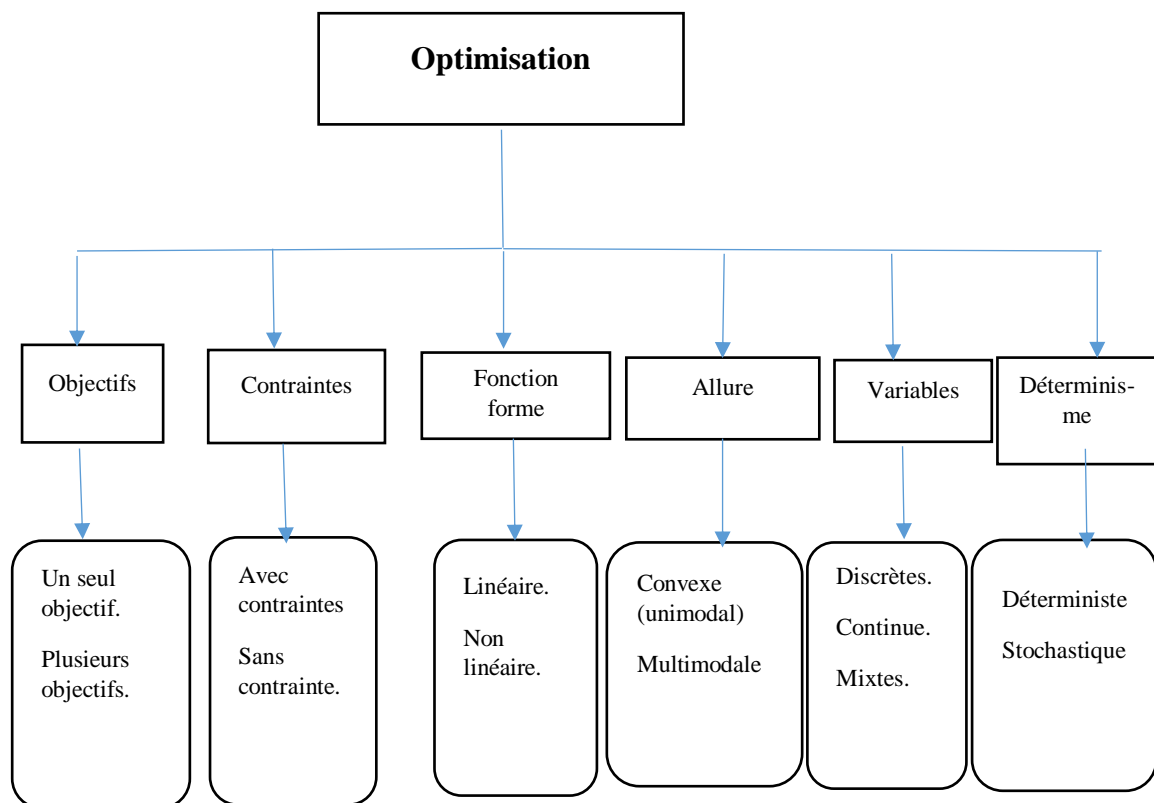 Optimisation
Objectifs
Contraintes
Fonction
forme
Allure
Variables
Déterminis-
me
Un seul
objectif.
Plusieurs
objectifs.
Avec
contraintes
Sans
contrainte.
Linéaire.
Non
linéaire.
Convexe
(unimodal)
Multimodale
Discrètes.
Continue.
Mixtes.
Déterministe
Stochastique